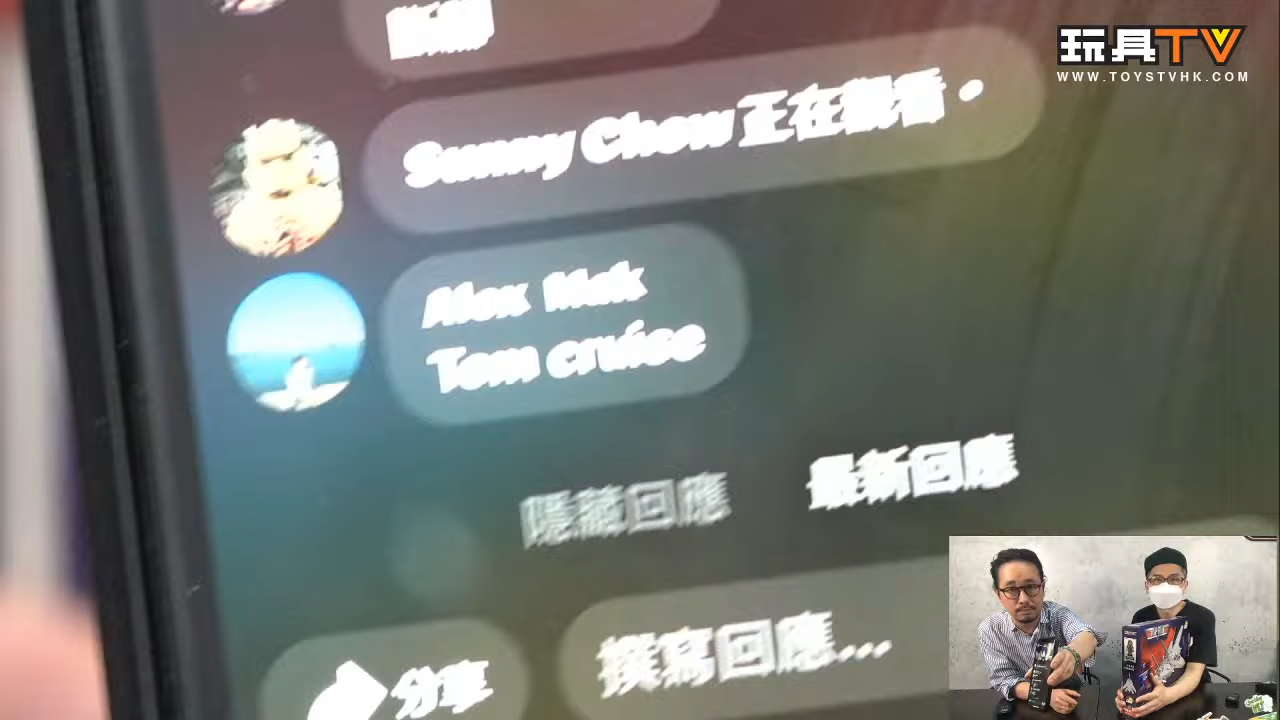 玩具TV
WWW.TOYSTVHK.COM
Sunny Chow 正在觀看。
Alex Mak
Tom cruise
隱藏回應
最新回應
分享
撰寫回應...